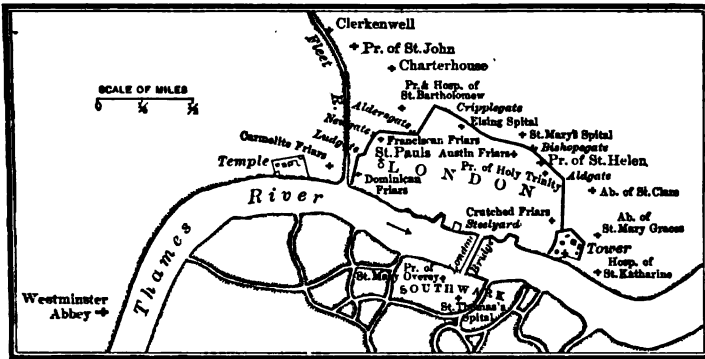 Clerkenwell
Fleet
R.
Pr. of St. John
Charterhouse
SCALE OF MILES
0 ¼ ½
Pr. & Hosp. of
St. Bartholomew
Aldersgate
Cripplegate
Newgate
Elsing Spital
Ludgate
St. Mary's Spital
Carmelite Friars
Franciscan Friars
Bishopsgate
Temple
St. Pauls
Austin Friars
Pr. of St. Helen
LONDON
Pr. of Holy Trinity
Aldgate
Dominican
Friars
Ab. of St. Clare
River
Crutched Friars
Steelyard
Ab. of
St. Mary Graces
London
Bridge
Tower
Thames
Pr. of
St. Mary Overey
Hosp. of
St. Katharine
SOUTHWARK
St. Thomas's
Spital
Westminster
Abbey